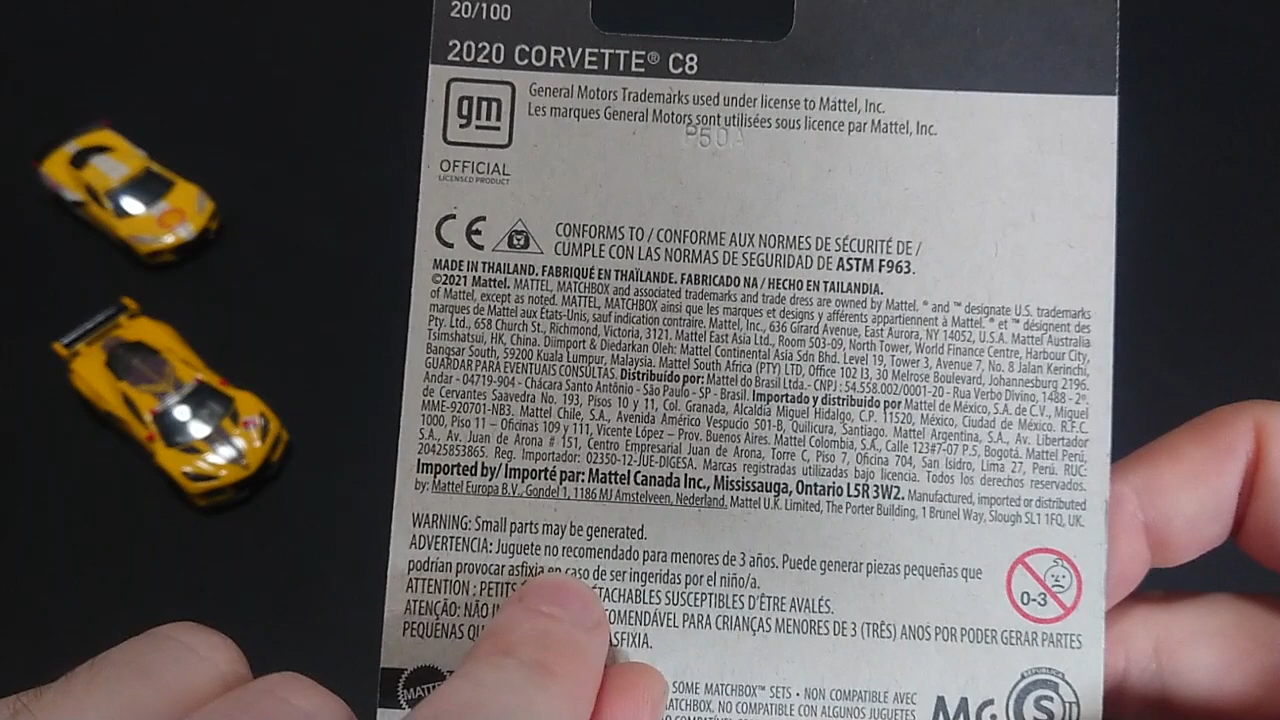 20/100
2020 CORVETTE® C8
gm
OFFICIAL
LICENSED PRODUCT
General Motors Trademarks used under license to Mattel, Inc.
Les marques General Motors sont utilisées sous licence par Mattel, Inc.
P50A
CE
CONFORMS TO / CONFORME AUX NORMES DE SÉCURITÉ DE /
CUMPLE CON LAS NORMAS DE SEGURIDAD DE ASTM F963.
MADE IN THAILAND. FABRIQUÉ EN THAÏLANDE. FABRICADO NA / HECHO EN TAILANDIA.
©2021 Mattel. MATTEL, MATCHBOX and associated trademarks and trade dress are owned by Mattel. ® and ™ designate U.S. trademarks
of Mattel, except as noted. MATTEL, MATCHBOX ainsi que les marques et designs y afférents appartiennent à Mattel. ® et ™ désignent des
marques de Mattel aux États-Unis, sauf indication contraire. Mattel, Inc., 636 Girard Avenue, East Aurora, NY 14052, U.S.A. Mattel Australia
Pty. Ltd., 658 Church St., Richmond, Victoria, 3121. Mattel East Asia Ltd., Room 503-09, North Tower, World Finance Centre, Harbour City,
Tsimshatsui, HK, China. Diimport & Diedarkan Oleh: Mattel Continental Asia Sdn Bhd. Level 19, Tower 3, Avenue 7, No. 8 Jalan Kerinchi,
Bangsar South, 59200 Kuala Lumpur, Malaysia. Mattel South Africa (PTY) LTD, Office 102 I3, 30 Melrose Boulevard, Johannesburg 2196.
GUARDAR PARA EVENTUAIS CONSULTAS. Distribuído por: Mattel do Brasil Ltda.- CNPJ : 54.558.002/0001-20 - Rua Verbo Divino, 1488 - 2º.
Andar - 04719-904 - Chácara Santo Antônio - São Paulo - SP - Brasil. Importado y distribuido por Mattel de México, S.A. de C.V., Miguel
de Cervantes Saavedra No. 193, Pisos 10 y 11, Col. Granada, Alcaldía Miguel Hidalgo, C.P. 11520, México, Ciudad de México. R.F.C.
MME-920701-NB3. Mattel Chile, S.A., Avenida Américo Vespucio 501-B, Quilicura, Santiago. Mattel Argentina, S.A., Av. Libertador
1000, Piso 11 – Oficinas 109 y 111, Vicente López – Prov. Buenos Aires. Mattel Colombia, S.A., Calle 123#7-07 P.5, Bogotá. Mattel Perú,
S.A., Av. Juan de Arona # 151, Centro Empresarial Juan de Arona, Torre C, Piso 7, Oficina 704, San Isidro, Lima 27, Perú. RUC:
20425853865. Reg. Importador: 02350-12-JUE-DIGESA. Marcas registradas utilizadas bajo licencia. Todos los derechos reservados.
Imported by/ Importé par: Mattel Canada Inc., Mississauga, Ontario L5R 3W2. Manufactured, imported or distributed
by: Mattel Europa B.V., Gondel 1, 1186 MJ Amstelveen, Nederland. Mattel U.K. Limited, The Porter Building, 1 Brunel Way, Slough SL1 1FQ, UK.
WARNING: Small parts may be generated.
ADVERTENCIA: Juguete no recomendado para menores de 3 años. Puede generar piezas pequeñas que
podrían provocar asfixia en caso de ser ingeridas por el niño/a.
ATTENTION : PETITS TACHABLES SUSCEPTIBLES D'ÊTRE AVALÉS.
ATENÇÃO: NÃO OMENDÁVEL PARA CRIANÇAS MENORES DE 3 (TRÊS) ANOS POR PODER GERAR PARTES
PEQUENAS QU ASFIXIA.
0-3
MATT
SOME MATCHBOX™ SETS • NON COMPATIBLE AVEC
ATCHBOX. NO COMPATIBLE CON ALGUNOS JUGUETES